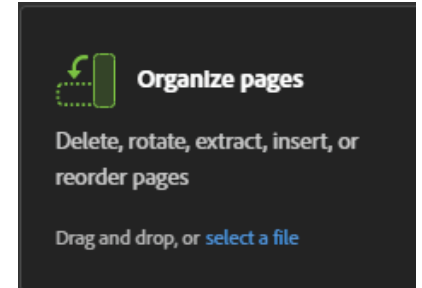 Organize pages
Delete, rotate, extract, insert, or
reorder pages
Drag and drop, or select a file